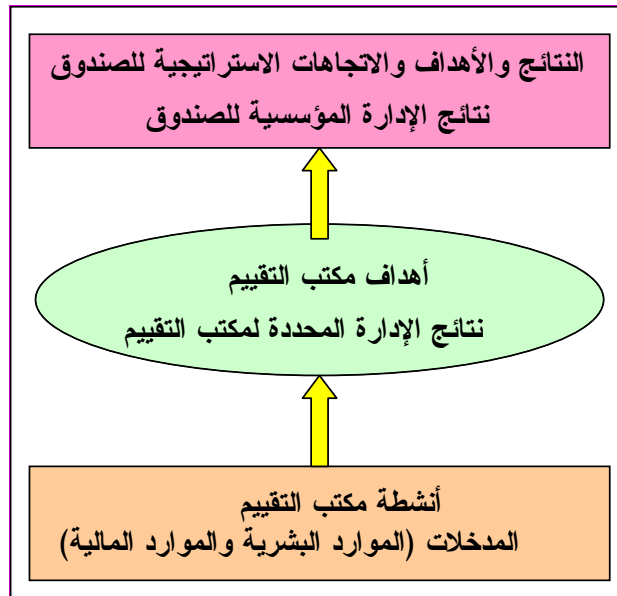 النتائج والأهداف والاتجاهات الاستراتيجية للصندوق
نتائج الإدارة المؤسسية للصندوق
أهداف مكتب التقييم
نتائج الإدارة المحددة لمكتب التقييم
أنشطة مكتب التقييم
المدخلات (الموارد البشرية والموارد المالية)